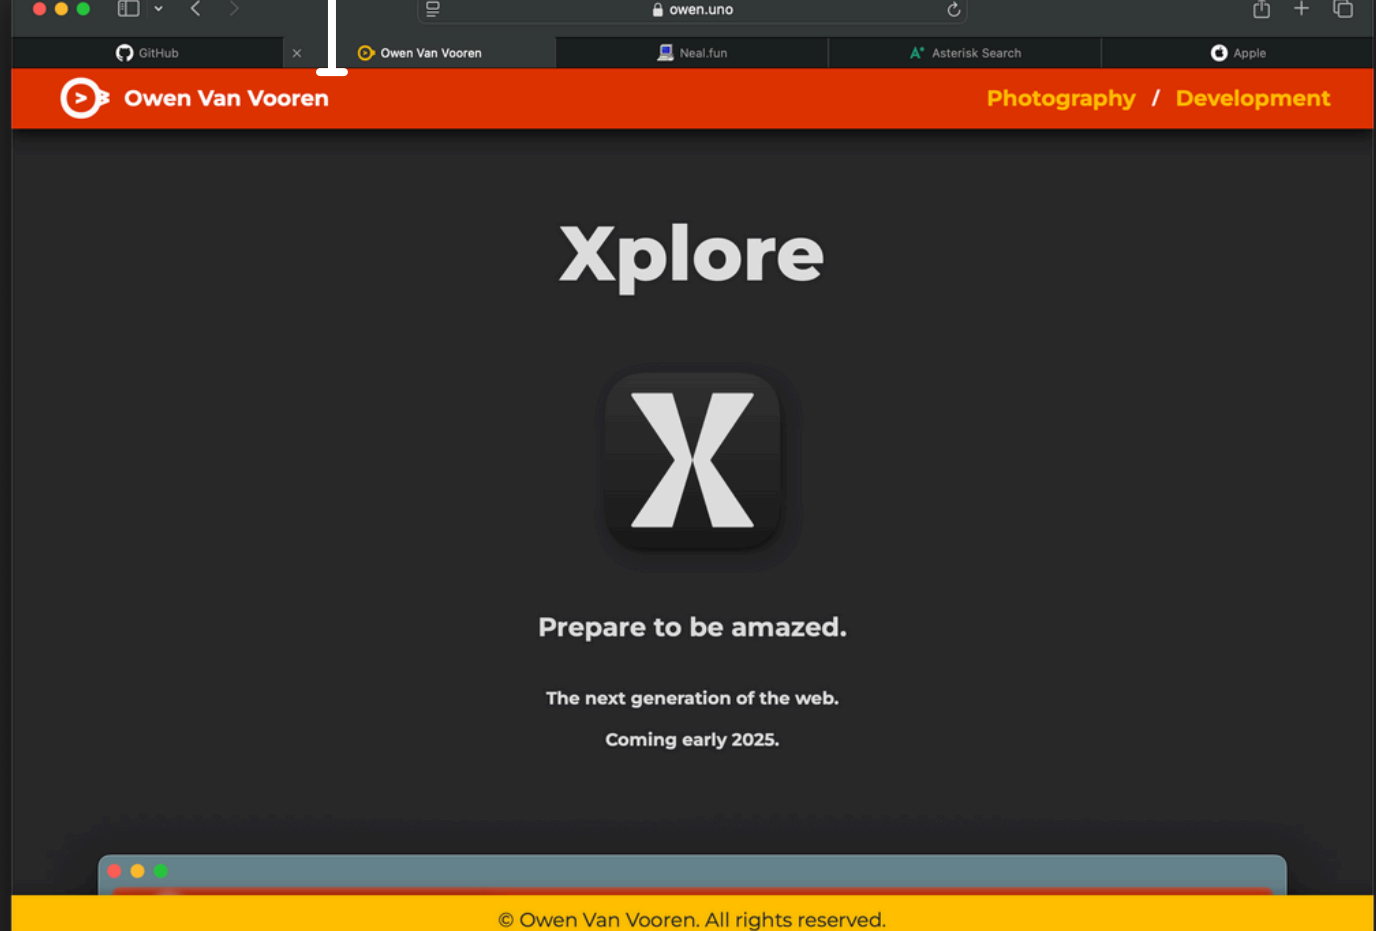 owen.uno
GitHub
Owen Van Vooren
Neal.fun
A* Asterisk Search
Apple
Owen Van Vooren
Photography / Development
Xplore
X
Prepare to be amazed.
The next generation of the web.
Coming early 2025.
© Owen Van Vooren. All rights reserved.